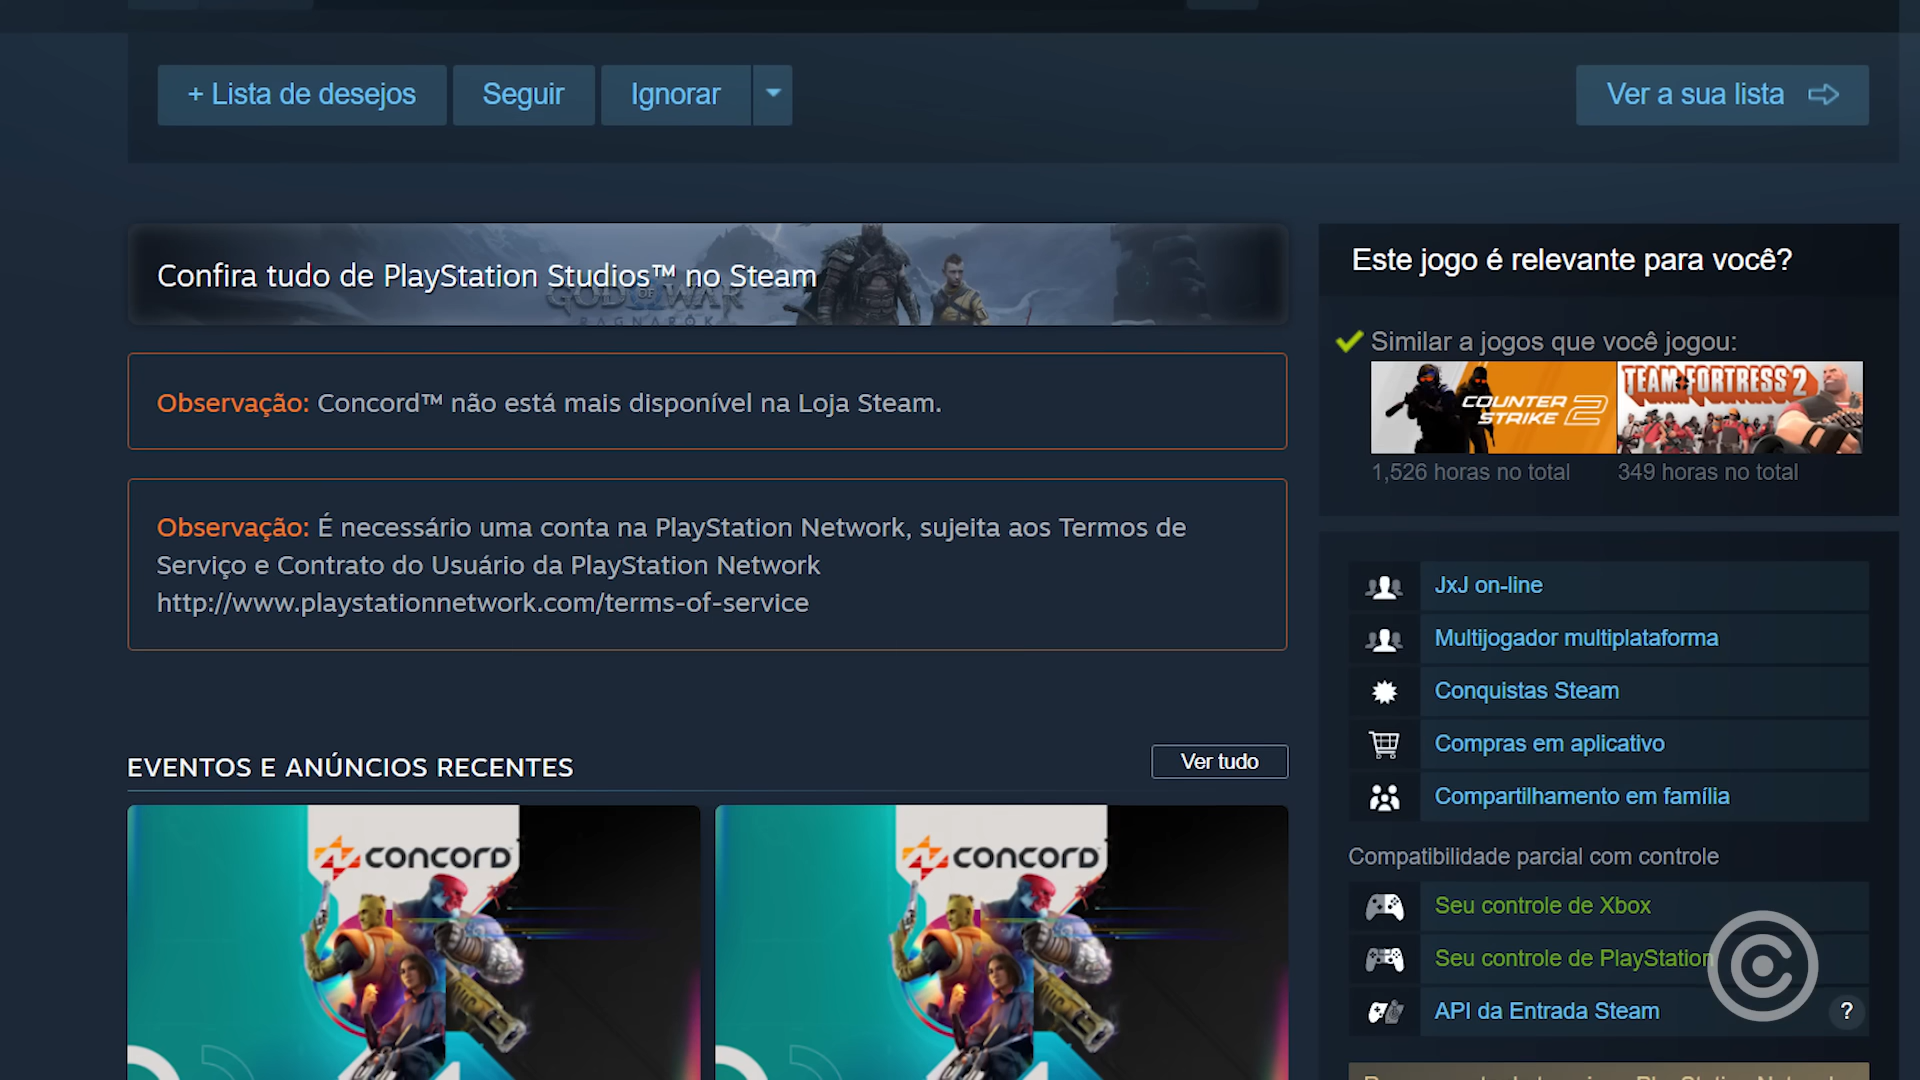 + Lista de desejos
Seguir
Ignorar
Ver a sua lista
Confira tudo de PlayStation Studios™ no Steam
GOD OF WAR
RAGNARÖK
Observação: Concord™ não está mais disponível na Loja Steam.
Observação: É necessário uma conta na PlayStation Network, sujeita aos Termos de
Serviço e Contrato do Usuário da PlayStation Network
http://www.playstationnetwork.com/terms-of-service
EVENTOS E ANÚNCIOS RECENTES
Ver tudo
CONCORD
CONCORD
Este jogo é relevante para você?
Similar a jogos que você jogou:
COUNTER
STRIKE 2
TEAM FORTRESS 2
1,526 horas no total
349 horas no total
JxJ on-line
Multijogador multiplataforma
Conquistas Steam
Compras em aplicativo
Compartilhamento em família
Compatibilidade parcial com controle
Seu controle de Xbox
Seu controle de PlayStation
API da Entrada Steam
?